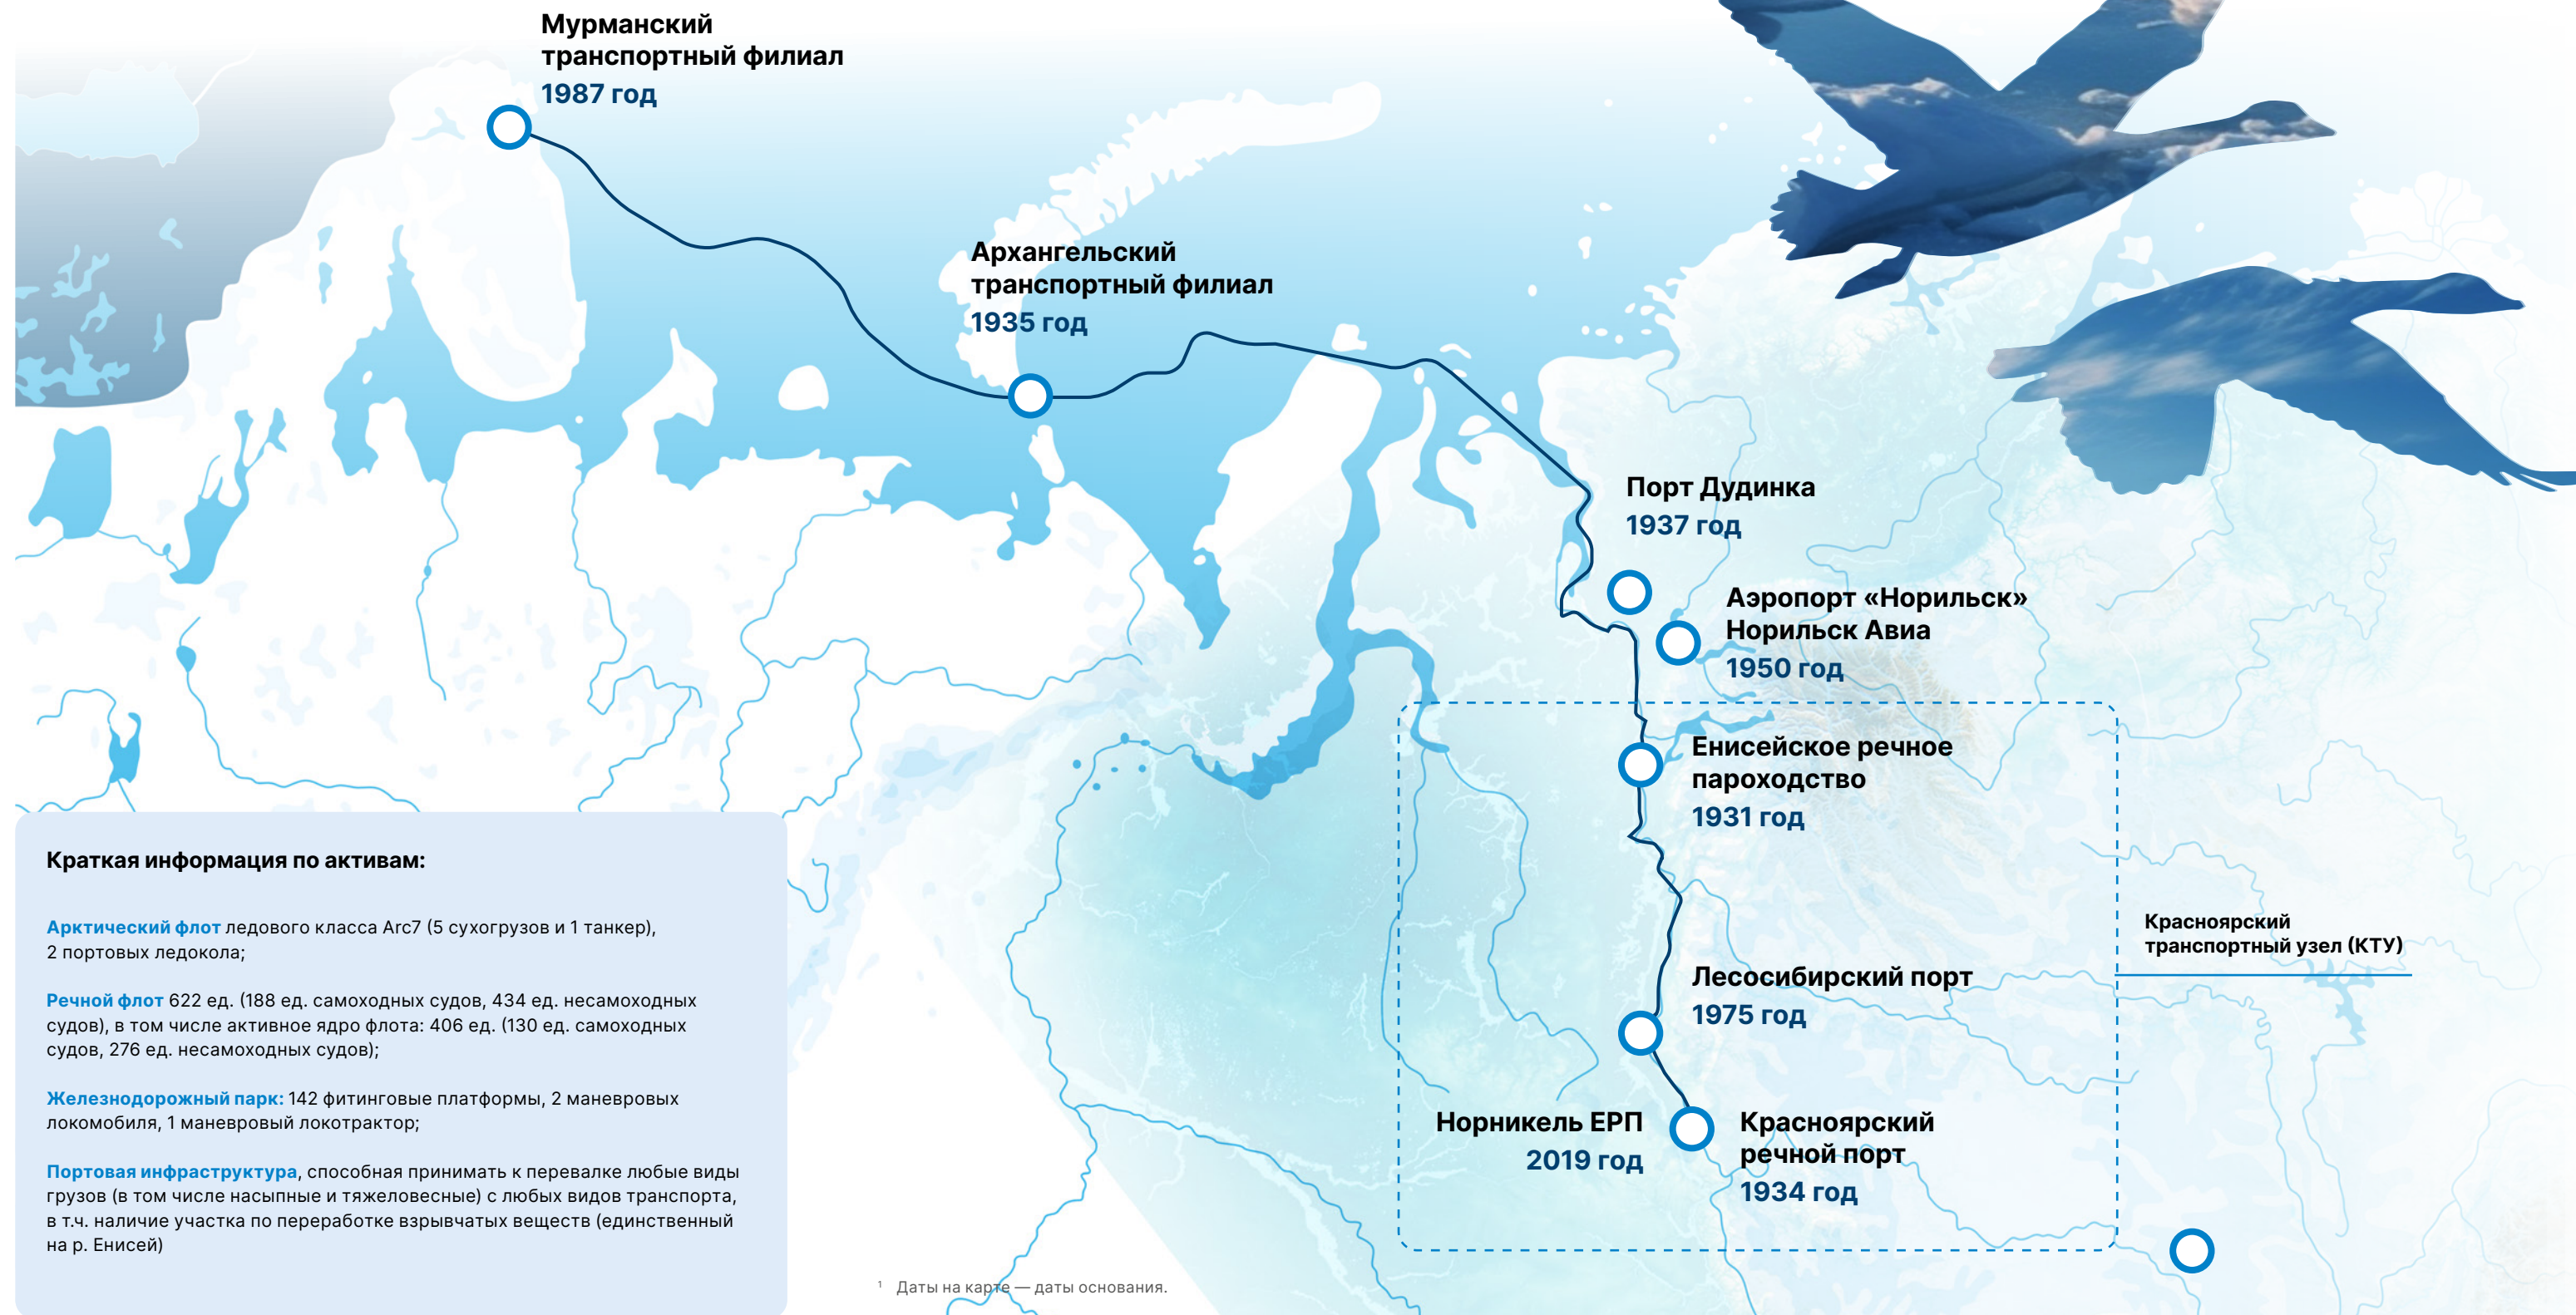 Мурманский
транспортный филиал
1987 год
Архангельский
транспортный филиал
1935 год
Порт Дудинка
1937 год
Аэропорт «Норильск»
Норильск Авиа
1950 год
Енисейское речное
пароходство
1931 год
Красноярский
транспортный узел (КТУ)
Лесосибирский порт
1975 год
Норникель ЕРП
2019 год
Красноярский
речной порт
1934 год
Краткая информация по активам:
Арктический флот ледового класса Arc7 (5 сухогрузов и 1 танкер),
2 портовых ледокола;
Речной флот 622 ед. (188 ед. самоходных судов, 434 ед. несамоходных
судов), в том числе активное ядро флота: 406 ед. (130 ед. самоходных
судов, 276 ед. несамоходных судов);
Железнодорожный парк: 142 фитинговые платформы, 2 маневровых
локомобиля, 1 маневровый локотрактор;
Портовая инфраструктура, способная принимать к перевалке любые виды
грузов (в том числе насыпные и тяжеловесные) с любых видов транспорта,
в т.ч. наличие участка по переработке взрывчатых веществ (единственный
на р. Енисей)
¹ Даты на карте — даты основания.